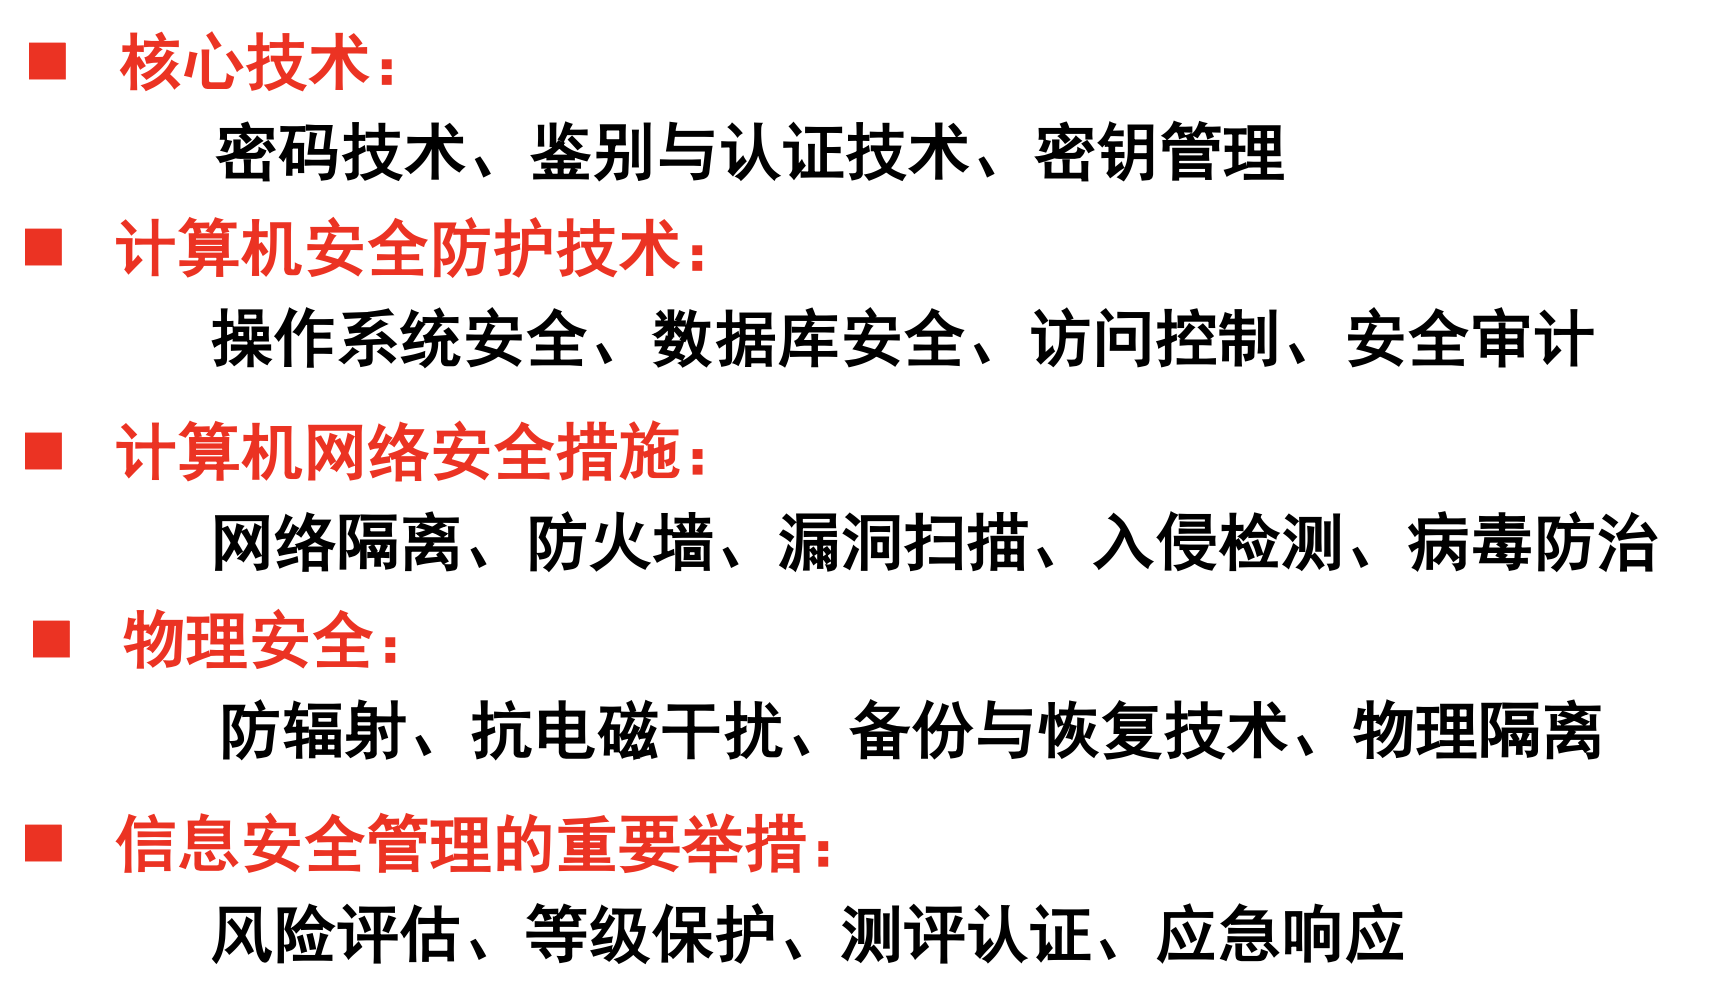 ■ 核心技术：
密码技术、鉴别与认证技术、密钥管理
■ 计算机安全防护技术：
操作系统安全、数据库安全、访问控制、安全审计
■ 计算机网络安全措施：
网络隔离、防火墙、漏洞扫描、入侵检测、病毒防治
■ 物理安全：
防辐射、抗电磁干扰、备份与恢复技术、物理隔离
■ 信息安全管理的重要举措：
风险评估、等级保护、测评认证、应急响应